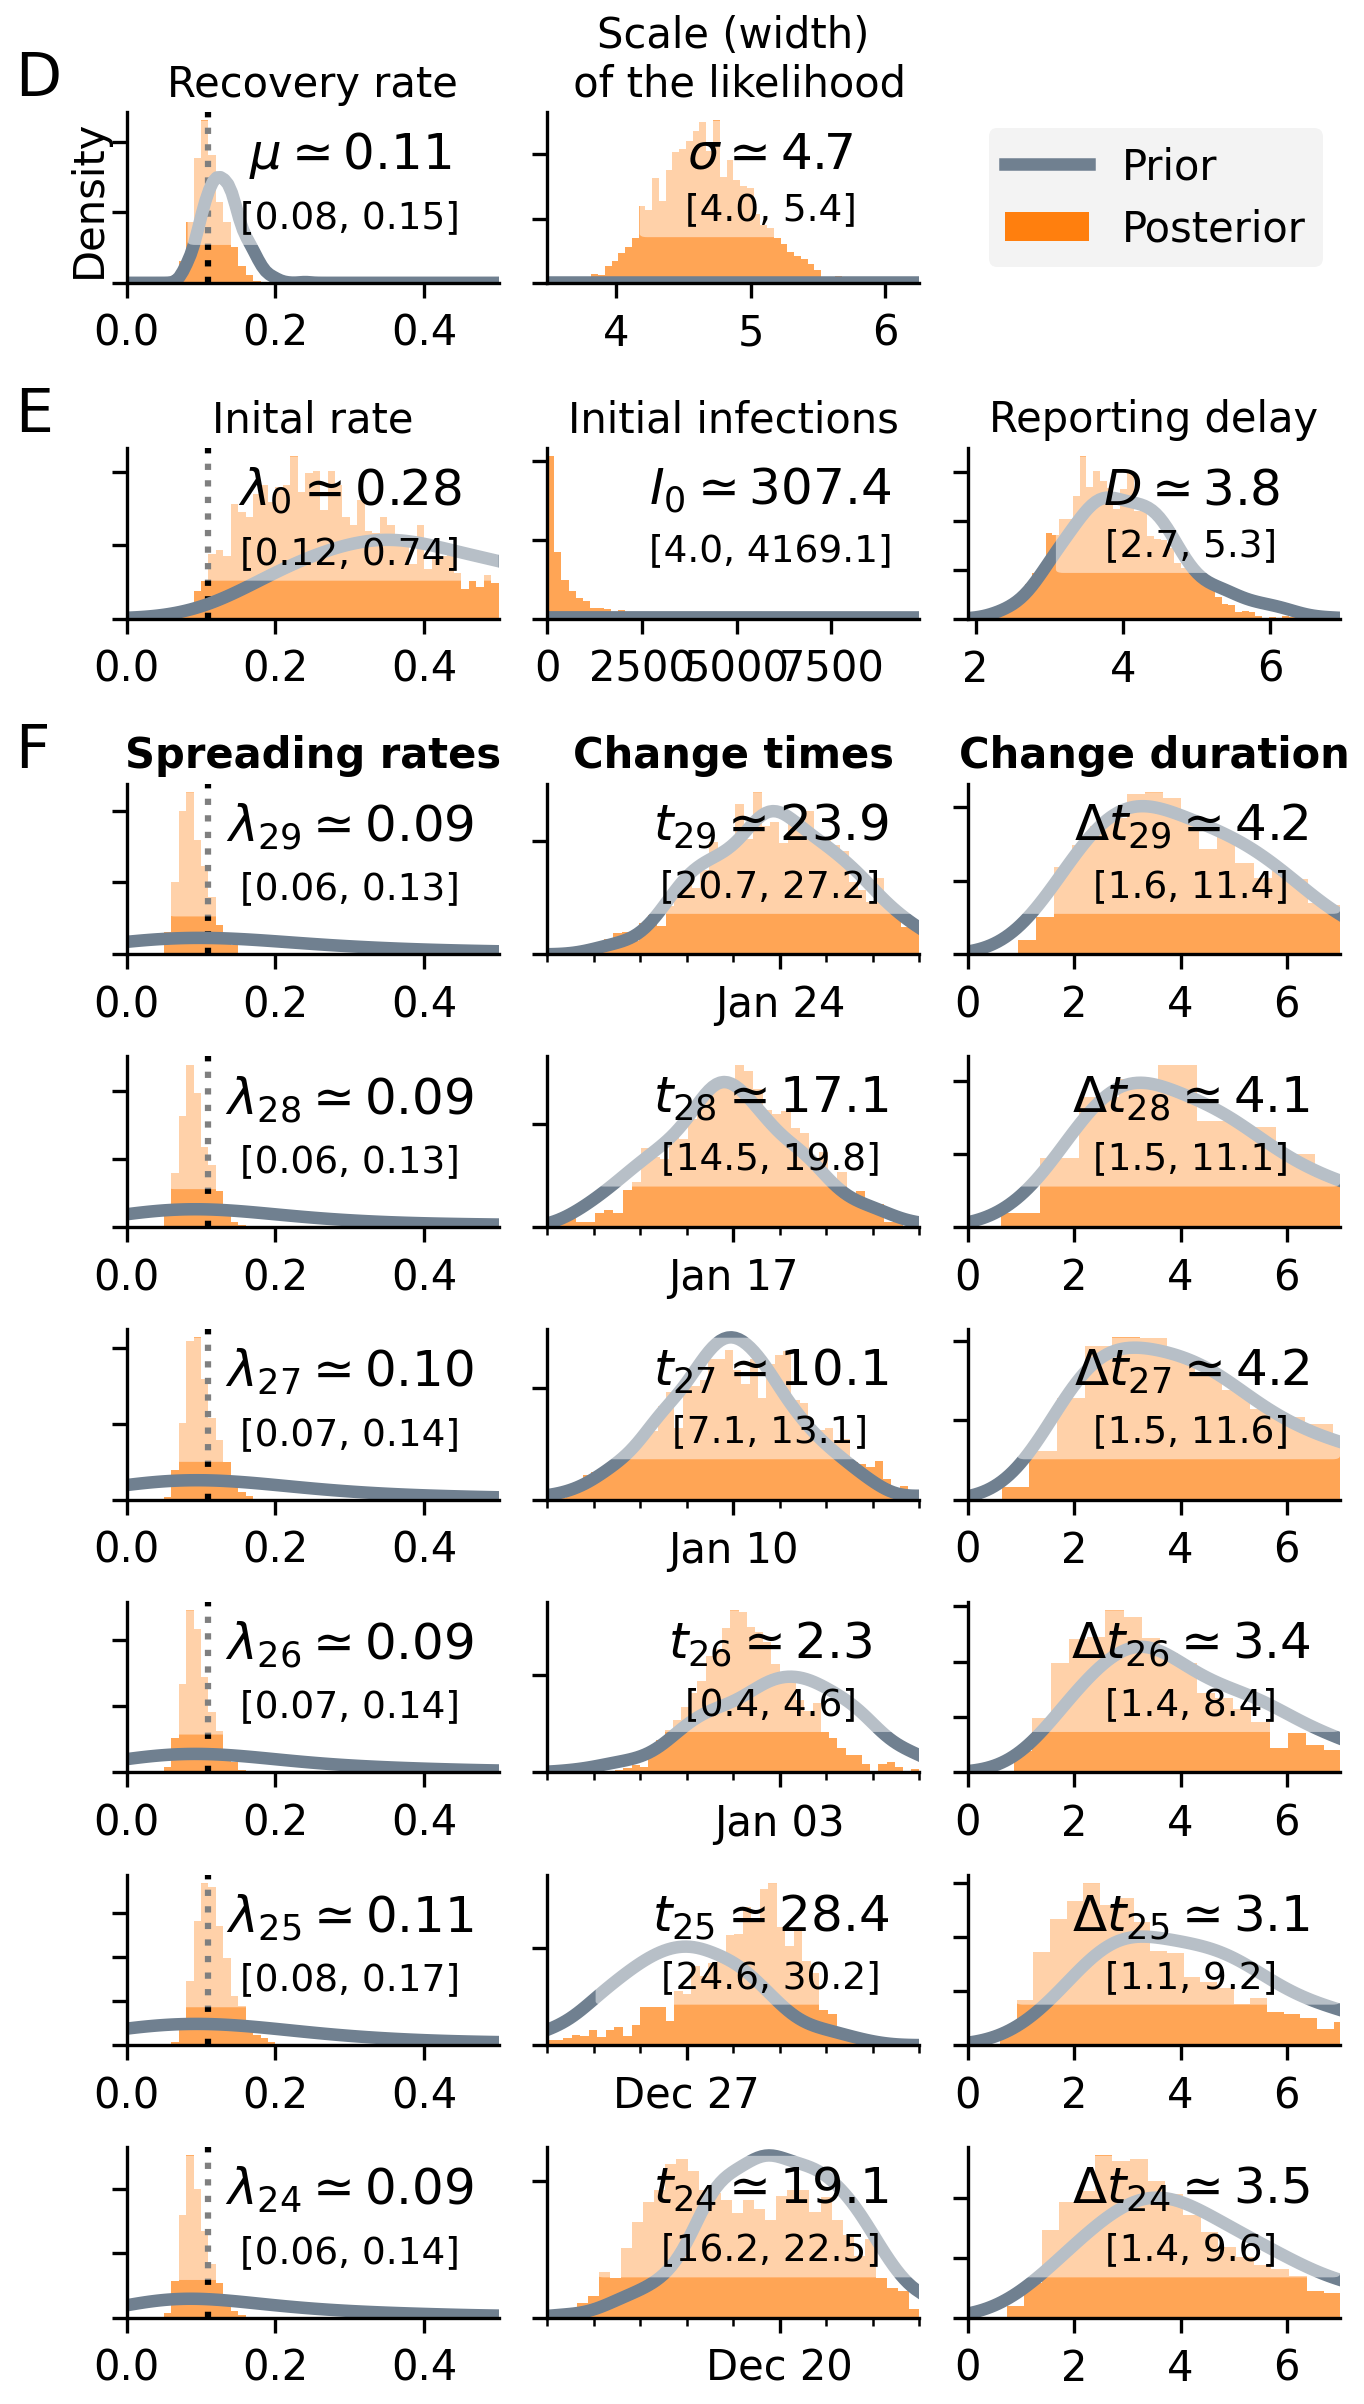 D
Recovery rate
Scale (width)
of the likelihood
Density
μ ≃ 0.11
[0.08, 0.15]
σ ≃ 4.7
[4.0, 5.4]
Prior
Posterior
0.0 0.2 0.4
4 5 6
E
Inital rate
Initial infections
Reporting delay
λ0 ≃ 0.28
[0.12, 0.74]
I0 ≃ 307.4
[4.0, 4169.1]
D ≃ 3.8
[2.7, 5.3]
0.0 0.2 0.4
0 2500 5000 7500
2 4 6
F
Spreading rates
Change times
Change duration
λ29 ≃ 0.09
[0.06, 0.13]
t29 ≃ 23.9
[20.7, 27.2]
Δt29 ≃ 4.2
[1.6, 11.4]
0.0 0.2 0.4
Jan 24
0 2 4 6
λ28 ≃ 0.09
[0.06, 0.13]
t28 ≃ 17.1
[14.5, 19.8]
Δt28 ≃ 4.1
[1.5, 11.1]
0.0 0.2 0.4
Jan 17
0 2 4 6
λ27 ≃ 0.10
[0.07, 0.14]
t27 ≃ 10.1
[7.1, 13.1]
Δt27 ≃ 4.2
[1.5, 11.6]
0.0 0.2 0.4
Jan 10
0 2 4 6
λ26 ≃ 0.09
[0.07, 0.14]
t26 ≃ 2.3
[0.4, 4.6]
Δt26 ≃ 3.4
[1.4, 8.4]
0.0 0.2 0.4
Jan 03
0 2 4 6
λ25 ≃ 0.11
[0.08, 0.17]
t25 ≃ 28.4
[24.6, 30.2]
Δt25 ≃ 3.1
[1.1, 9.2]
0.0 0.2 0.4
Dec 27
0 2 4 6
λ24 ≃ 0.09
[0.06, 0.14]
t24 ≃ 19.1
[16.2, 22.5]
Δt24 ≃ 3.5
[1.4, 9.6]
0.0 0.2 0.4
Dec 20
0 2 4 6